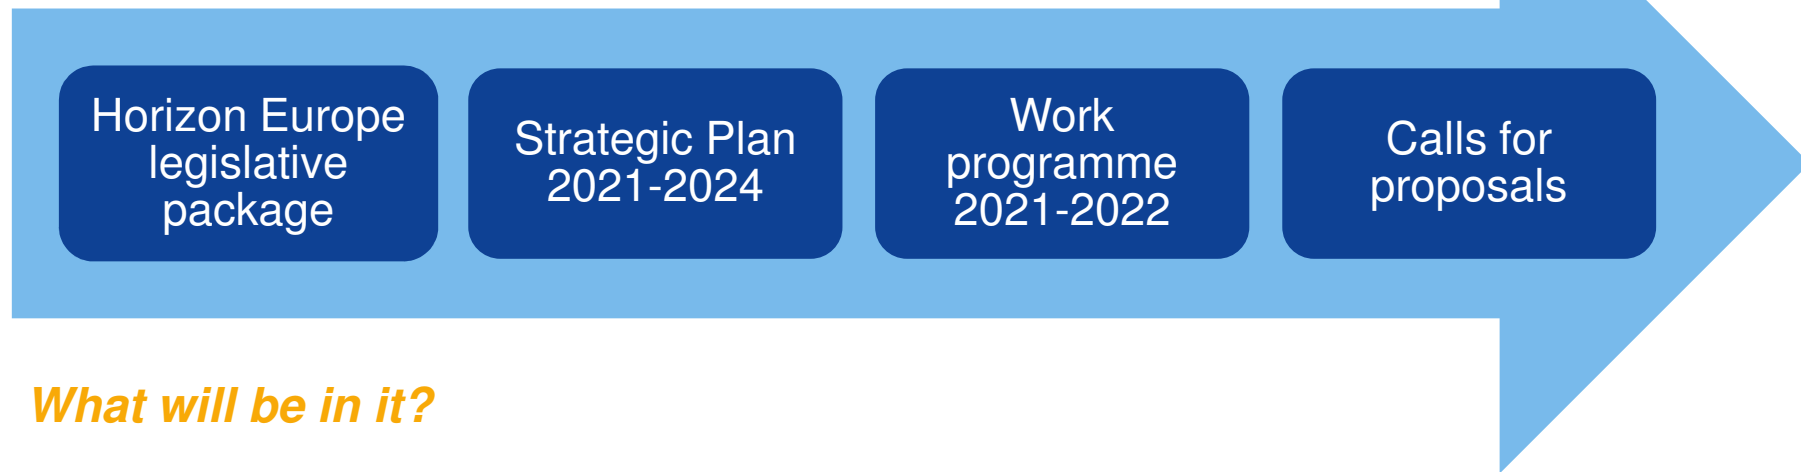 Horizon Europe
legislative
package
Strategic Plan
2021-2024
Work
programme
2021-2022
Calls for
proposals
What will be in it?